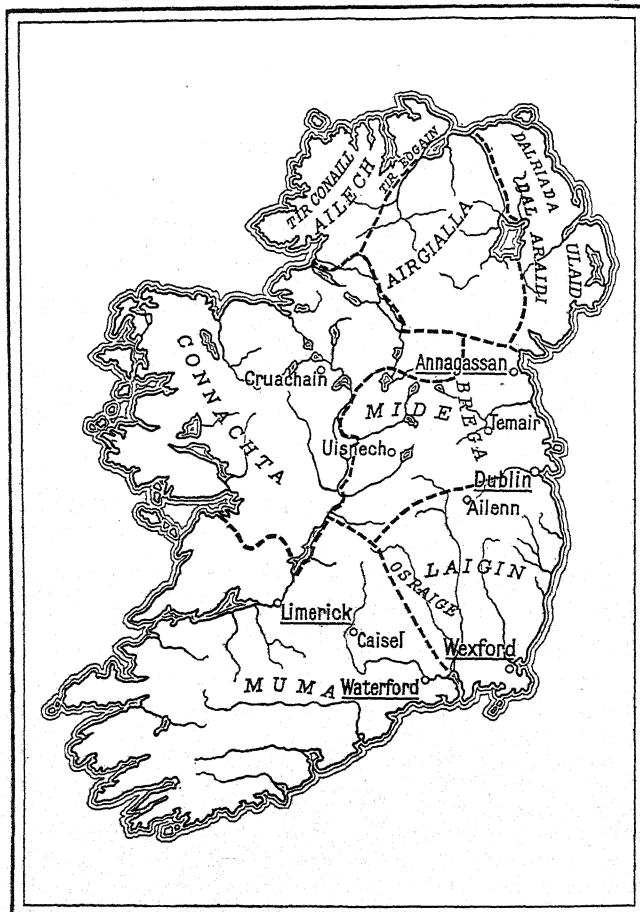 TIR CONAILL
AILECH
TIR EOGAIN
DALRIADA
DAL ARAIDI
ULAID
AIRGIALLA
CONNACHTA
Cruachain
Annagassan
MIDE
BREGA
Temair
Uisnech
Dublin
Ailenn
LAIGIN
OSRAIGE
Limerick
Caisel
Wexford
MUMA
Waterford